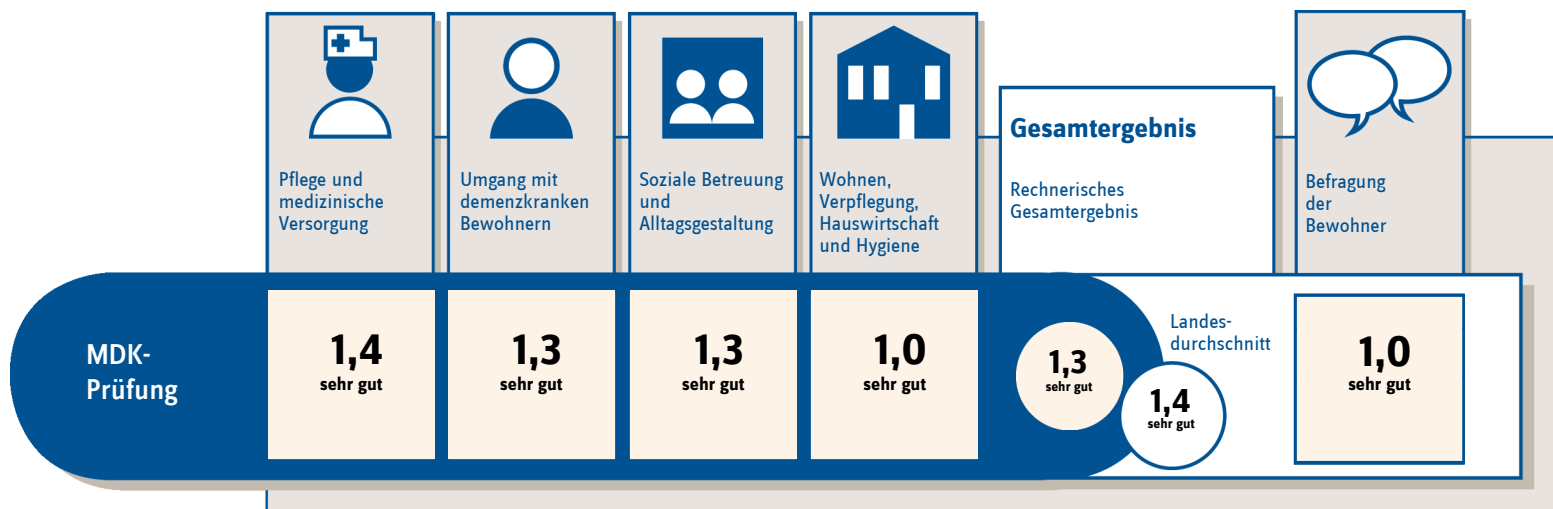 Pflege und
medizinische
Versorgung
Umgang mit
demenzkranken
Bewohnern
Soziale Betreuung
und
Alltagsgestaltung
Wohnen,
Verpflegung,
Hauswirtschaft
und Hygiene
Gesamtergebnis
Rechnerisches
Gesamtergebnis
Befragung
der
Bewohner
MDK-
Prüfung
1,4
sehr gut
1,3
sehr gut
1,3
sehr gut
1,0
sehr gut
1,3
sehr gut
Landes-
durchschnitt
1,4
sehr gut
1,0
sehr gut